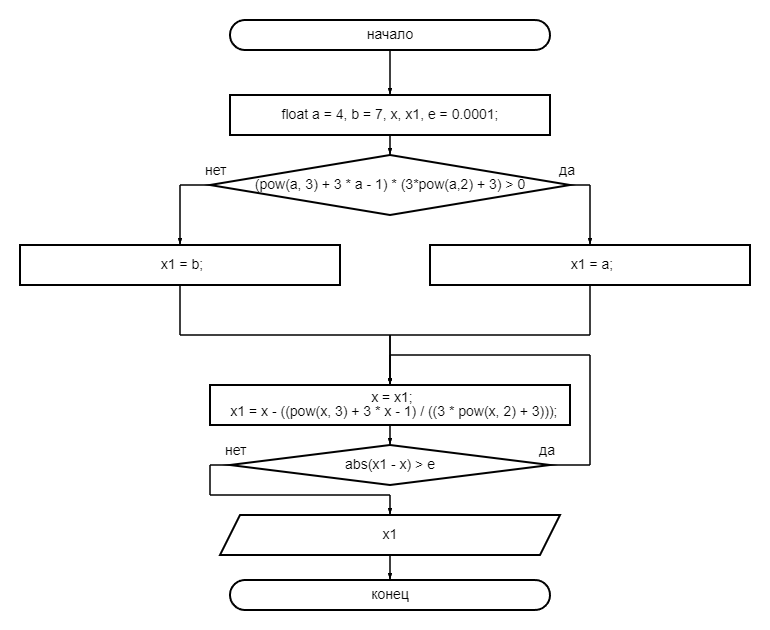 начало
float a = 4, b = 7, x, x1, e = 0.0001;
нет
да
(pow(a, 3) + 3 * a - 1) * (3*pow(a,2) + 3) > 0
x1 = b;
x1 = a;
x = x1;
x1 = x - ((pow(x, 3) + 3 * x - 1) / ((3 * pow(x, 2) + 3)));
нет
да
abs(x1 - x) > e
x1
конец